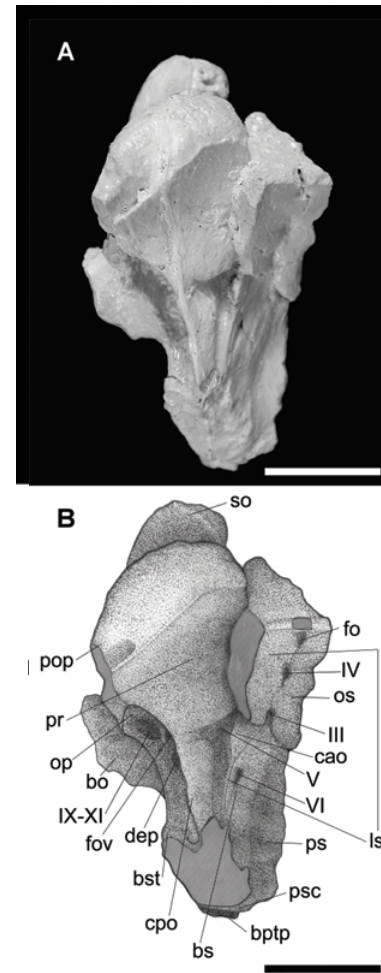 A
B
so
fo
pop
IV
os
pr
III
op
cao
bo
V
IX-XI
VI
fov
dep
ls
ps
bst
psc
cpo
bptp
bs